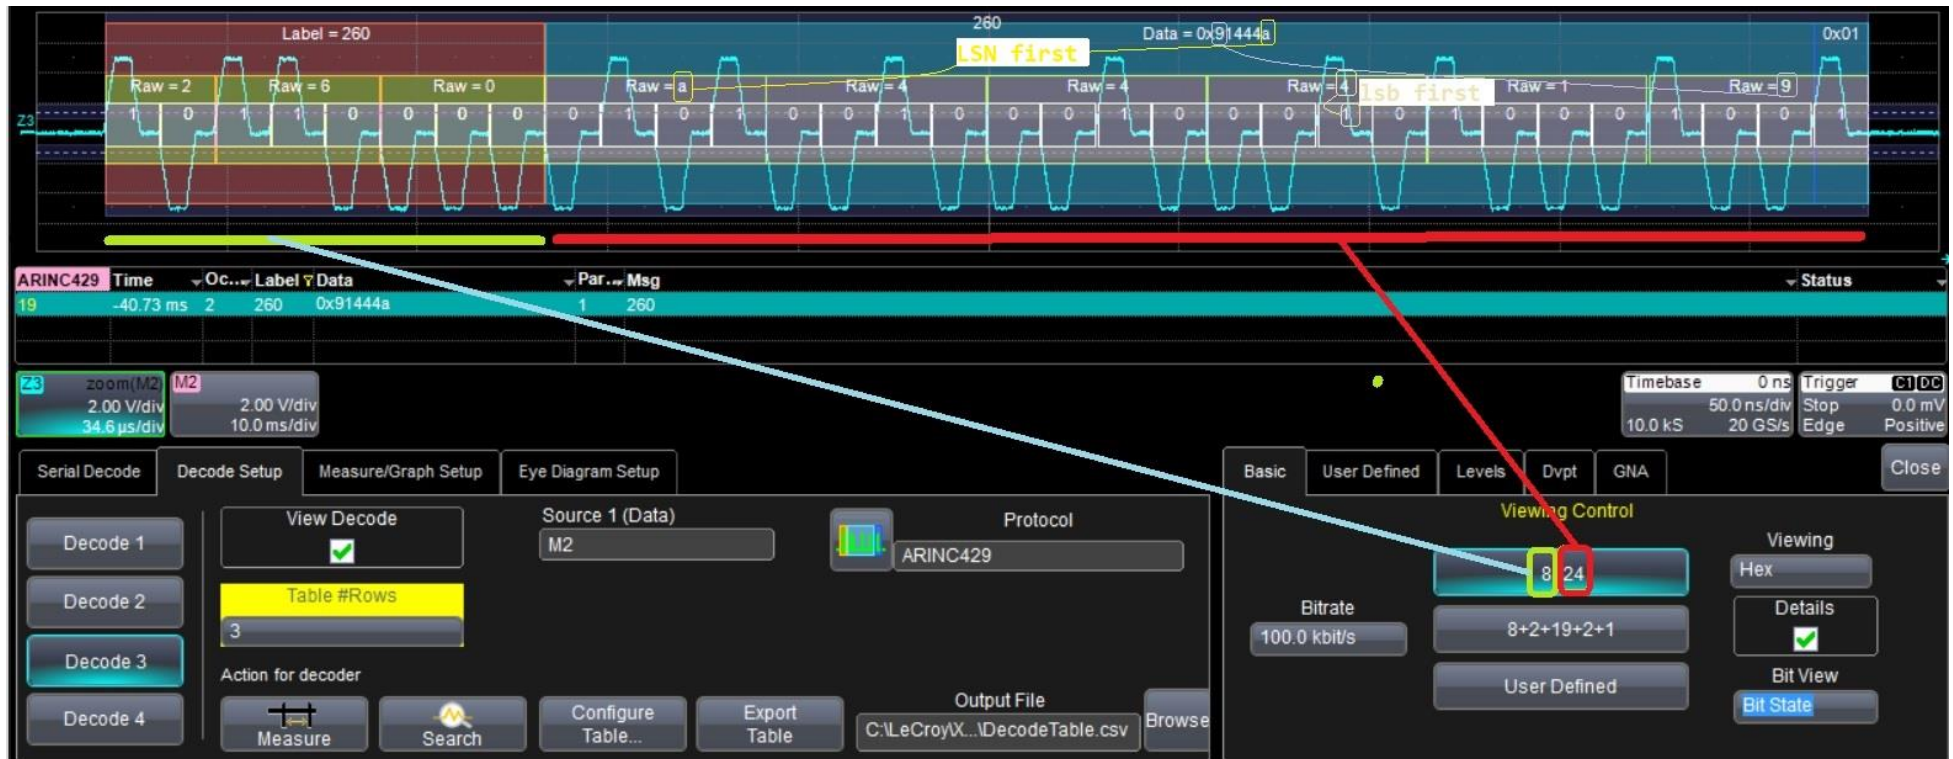 260
Label = 260 Data = 0x91444a 0x01
LSN first
Raw = 2 Raw = 6 Raw = 0 Raw = a Raw = 4 Raw = 4 Raw = 4 Raw = 1 Raw = 9
lsb first
Z3 1 0 1 1 0 0 0 0 0 1 0 1 0 0 1 0 0 0 1 0 0 0 1 0 1 0 0 0 1 0 0 1
ARINC429 Time Oc... Label Data Par... Msg Status
19 -40.73 ms 2 260 0x91444a 1 260
Z3 zoom(M2) M2 Timebase 0 ns Trigger C1 DC
2.00 V/div 2.00 V/div 50.0 ns/div Stop 0.0 mV
34.6 µs/div 10.0 ms/div 10.0 kS 20 GS/s Edge Positive
Serial Decode Decode Setup Measure/Graph Setup Eye Diagram Setup Basic User Defined Levels Dvpt GNA Close
View Decode Source 1 (Data) Protocol Viewing Control
Decode 1 M2 ARINC429 Viewing
8 24 Hex
Decode 2 Table #Rows Bitrate Details
3 100.0 kbit/s 8+2+19+2+1
Decode 3
Action for decoder Bit View
User Defined Bit State
Decode 4 Measure Search Configure Table... Export Table Output File
C:\LeCroy\X...\DecodeTable.csv Browse